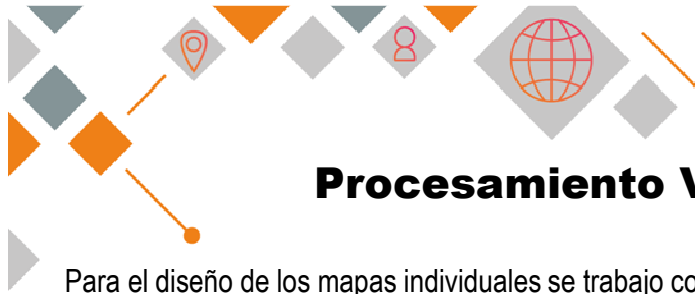 Procesamiento V
Para el diseño de los mapas individuales se trabajo co